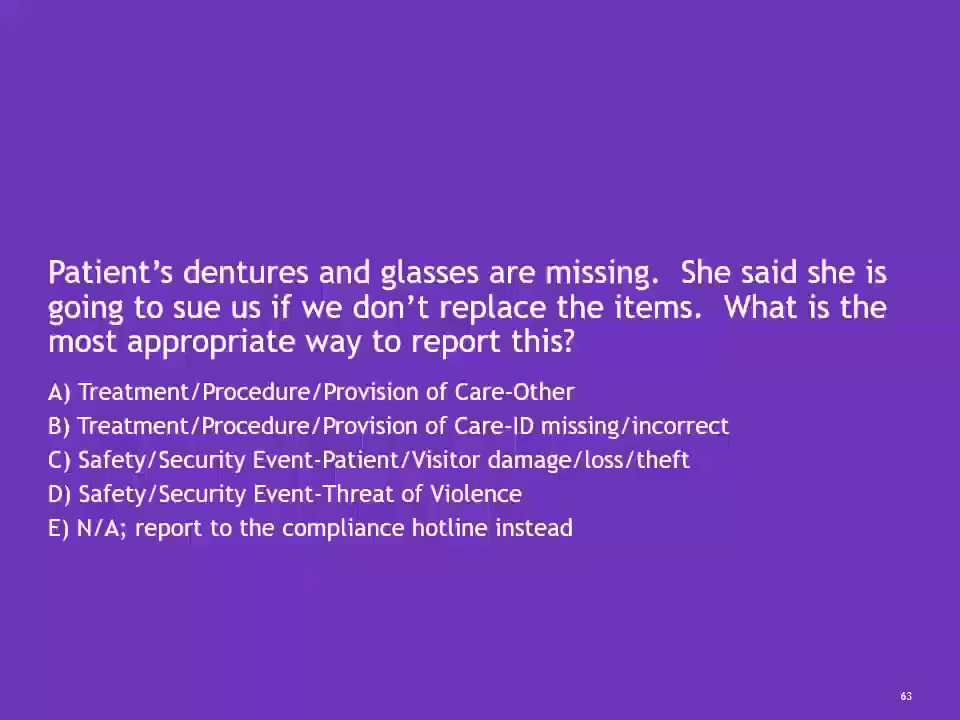 Patient’s dentures and glasses are missing.  She said she is
going to sue us if we don’t replace the items.  What is the
most appropriate way to report this?
A) Treatment/Procedure/Provision of Care-Other
B) Treatment/Procedure/Provision of Care-ID missing/incorrect
C) Safety/Security Event-Patient/Visitor damage/loss/theft
D) Safety/Security Event-Threat of Violence
E) N/A; report to the compliance hotline instead
63